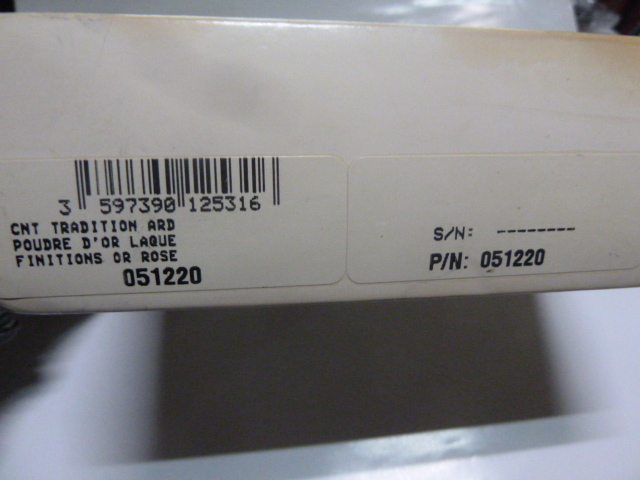 3 597390 125316
CNT TRADITION ARD
POUDRE D'OR LAQUE
FINITIONS OR ROSE
051220
S/N: --------
P/N: 051220